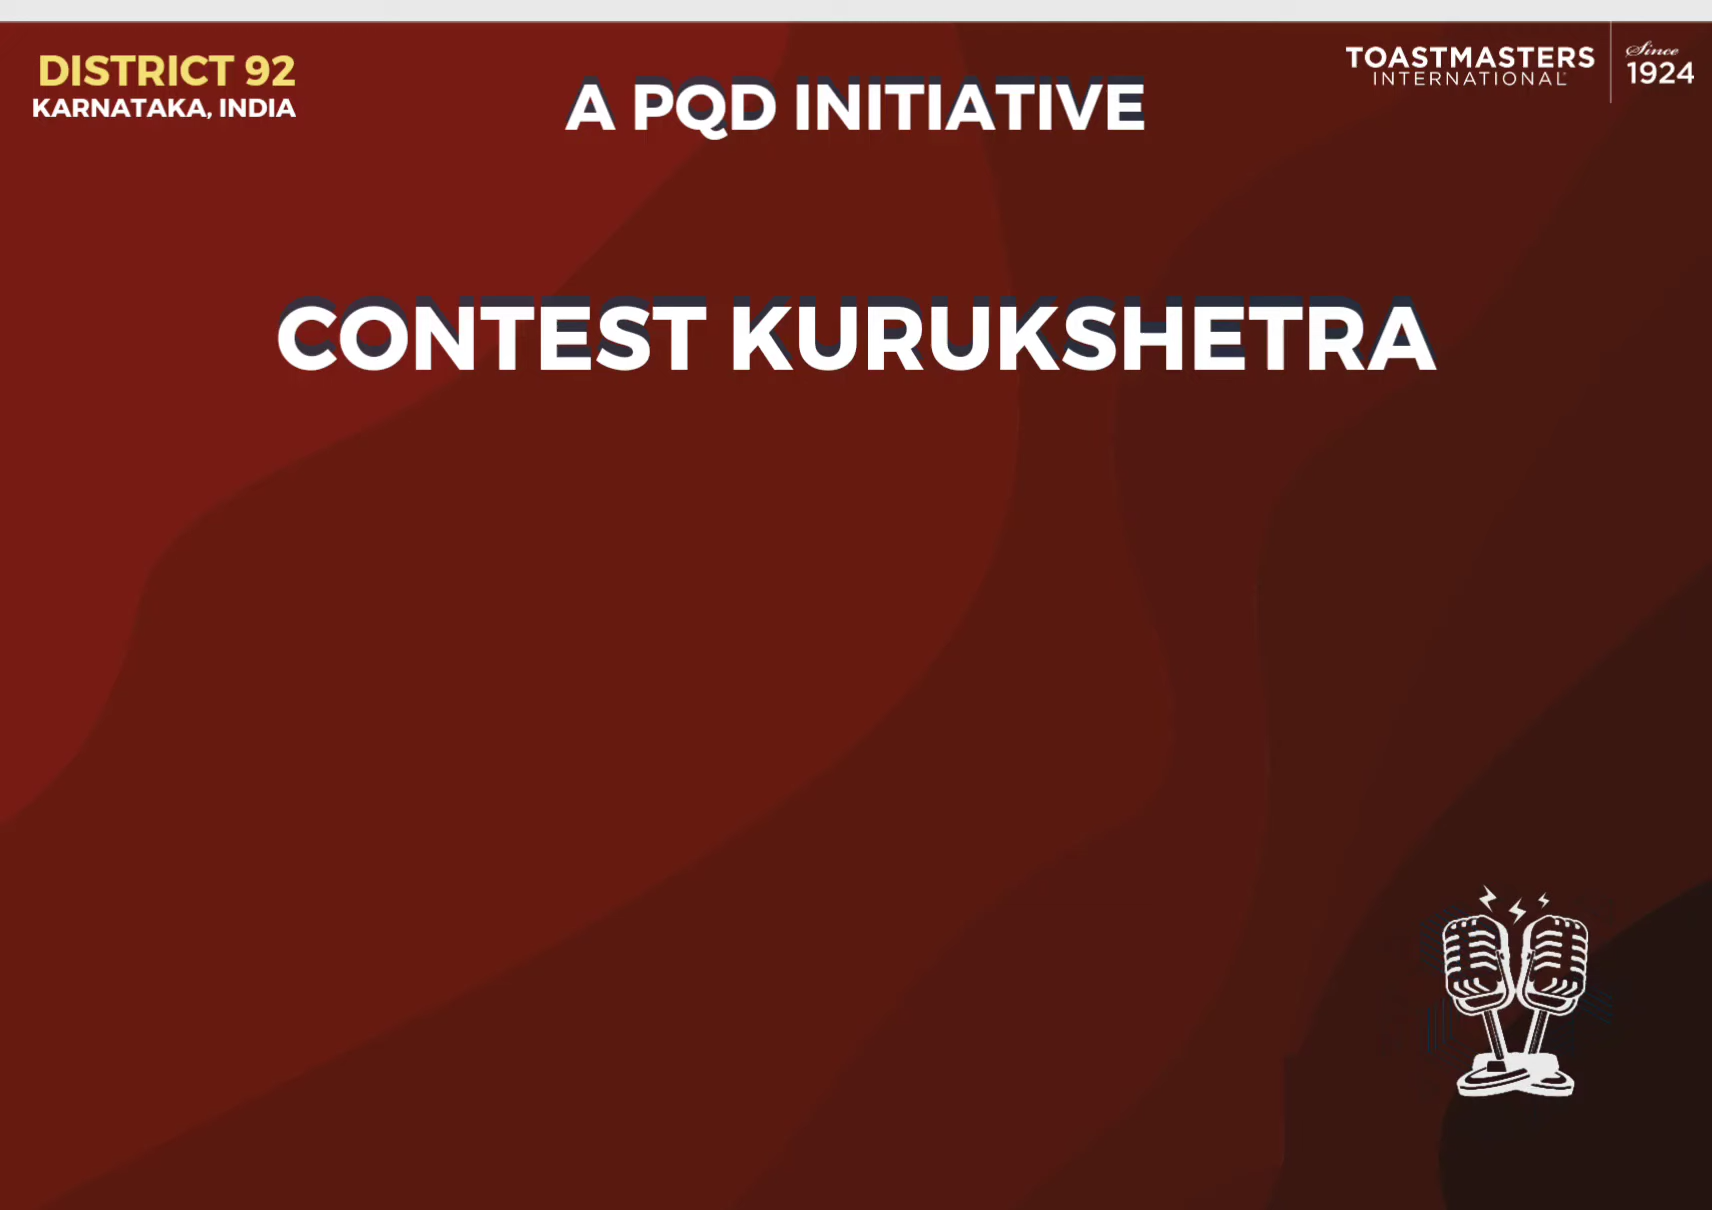 DISTRICT 92
KARNATAKA, INDIA
A PQD INITIATIVE
TOASTMASTERS
INTERNATIONAL
Since
1924
CONTEST KURUKSHETRA